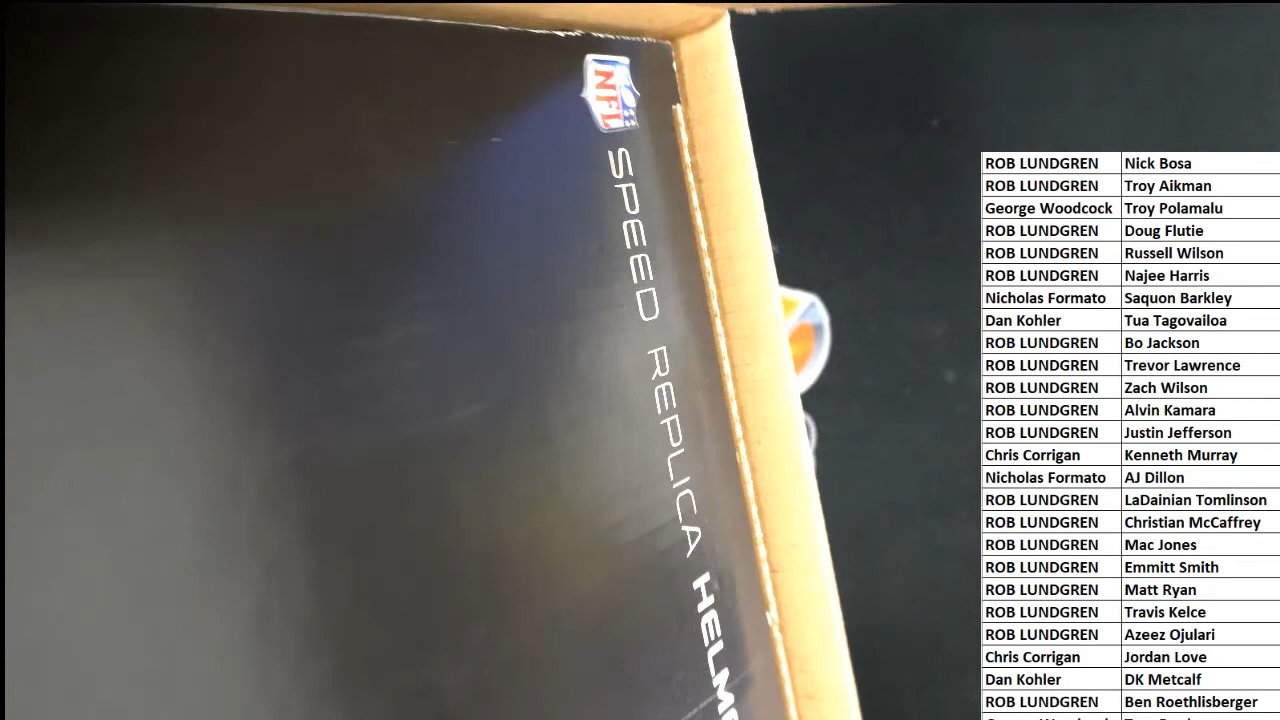 NFL
SPEED REPLICA HELM
ROB LUNDGREN Nick Bosa
ROB LUNDGREN Troy Aikman
George Woodcock Troy Polamalu
ROB LUNDGREN Doug Flutie
ROB LUNDGREN Russell Wilson
ROB LUNDGREN Najee Harris
Nicholas Formato Saquon Barkley
Dan Kohler Tua Tagovailoa
ROB LUNDGREN Bo Jackson
ROB LUNDGREN Trevor Lawrence
ROB LUNDGREN Zach Wilson
ROB LUNDGREN Alvin Kamara
ROB LUNDGREN Justin Jefferson
Chris Corrigan Kenneth Murray
Nicholas Formato AJ Dillon
ROB LUNDGREN LaDainian Tomlinson
ROB LUNDGREN Christian McCaffrey
ROB LUNDGREN Mac Jones
ROB LUNDGREN Emmitt Smith
ROB LUNDGREN Matt Ryan
ROB LUNDGREN Travis Kelce
ROB LUNDGREN Azeez Ojulari
Chris Corrigan Jordan Love
Dan Kohler DK Metcalf
ROB LUNDGREN Ben Roethlisberger